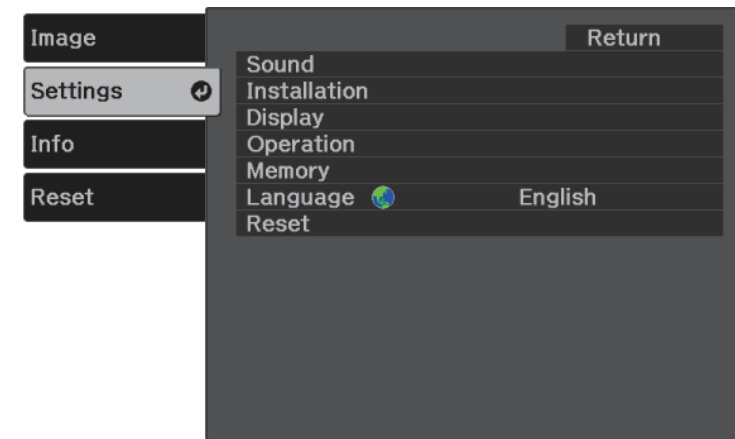 Image
Settings
Info
Reset
Return
Sound
Installation
Display
Operation
Memory
Language English
Reset